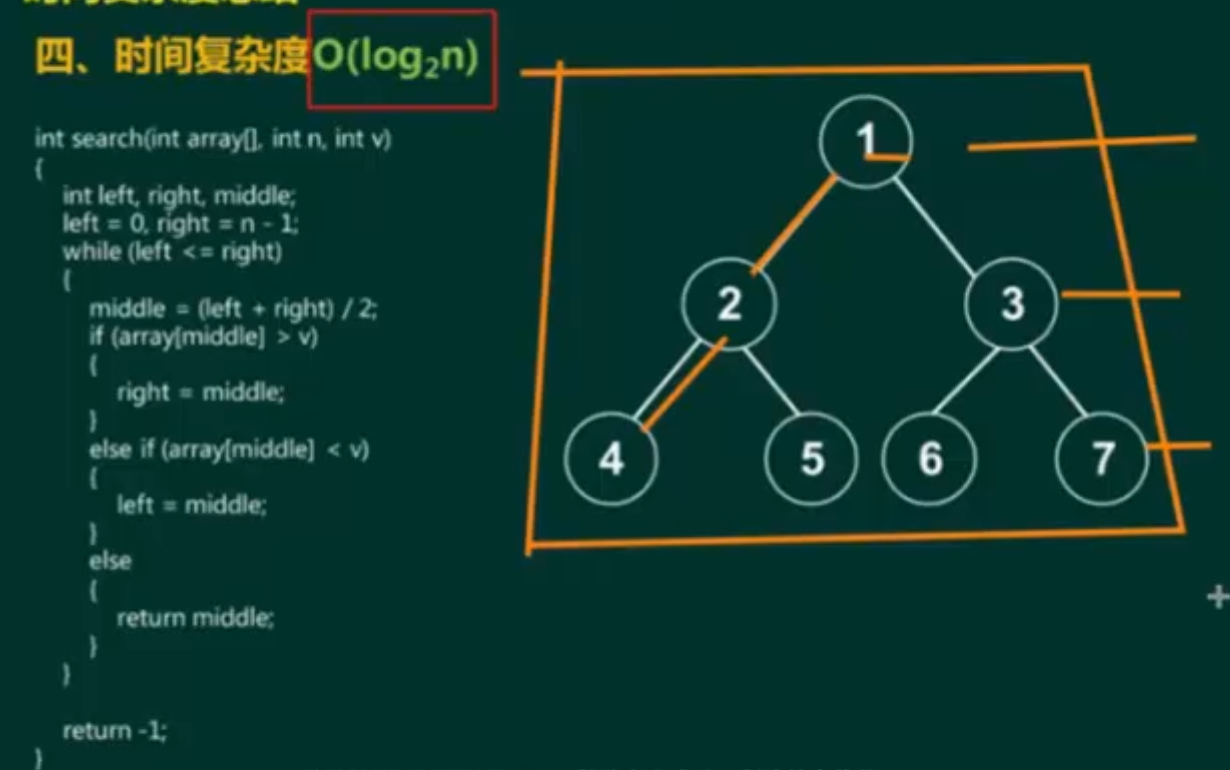 四、时间复杂度O(log₂n)
int search(int array[], int n, int v)
{
int left, right, middle;
left = 0, right = n - 1;
while (left <= right)
{
middle = (left + right) / 2;
if (array[middle] > v)
{
right = middle;
}
else if (array[middle] < v)
{
left = middle;
}
else
{
return middle;
}
}
return -1;
}
1
2
3
4
5
6
7